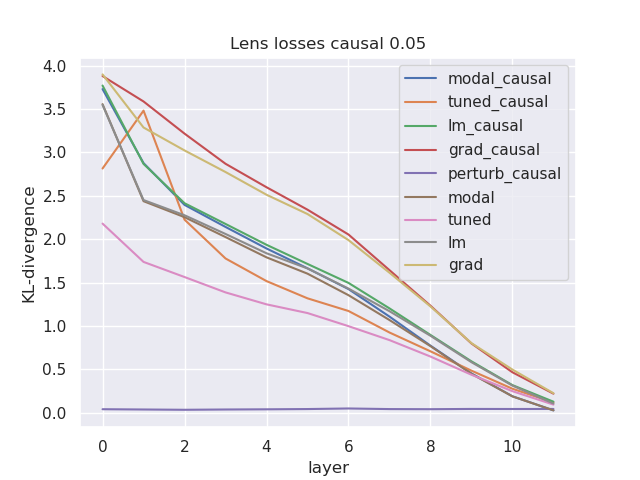 Lens losses causal 0.05
KL-divergence
4.0
3.5
3.0
2.5
2.0
1.5
1.0
0.5
0.0
modal_causal
tuned_causal
lm_causal
grad_causal
perturb_causal
modal
tuned
lm
grad
0 2 4 6 8 10
layer